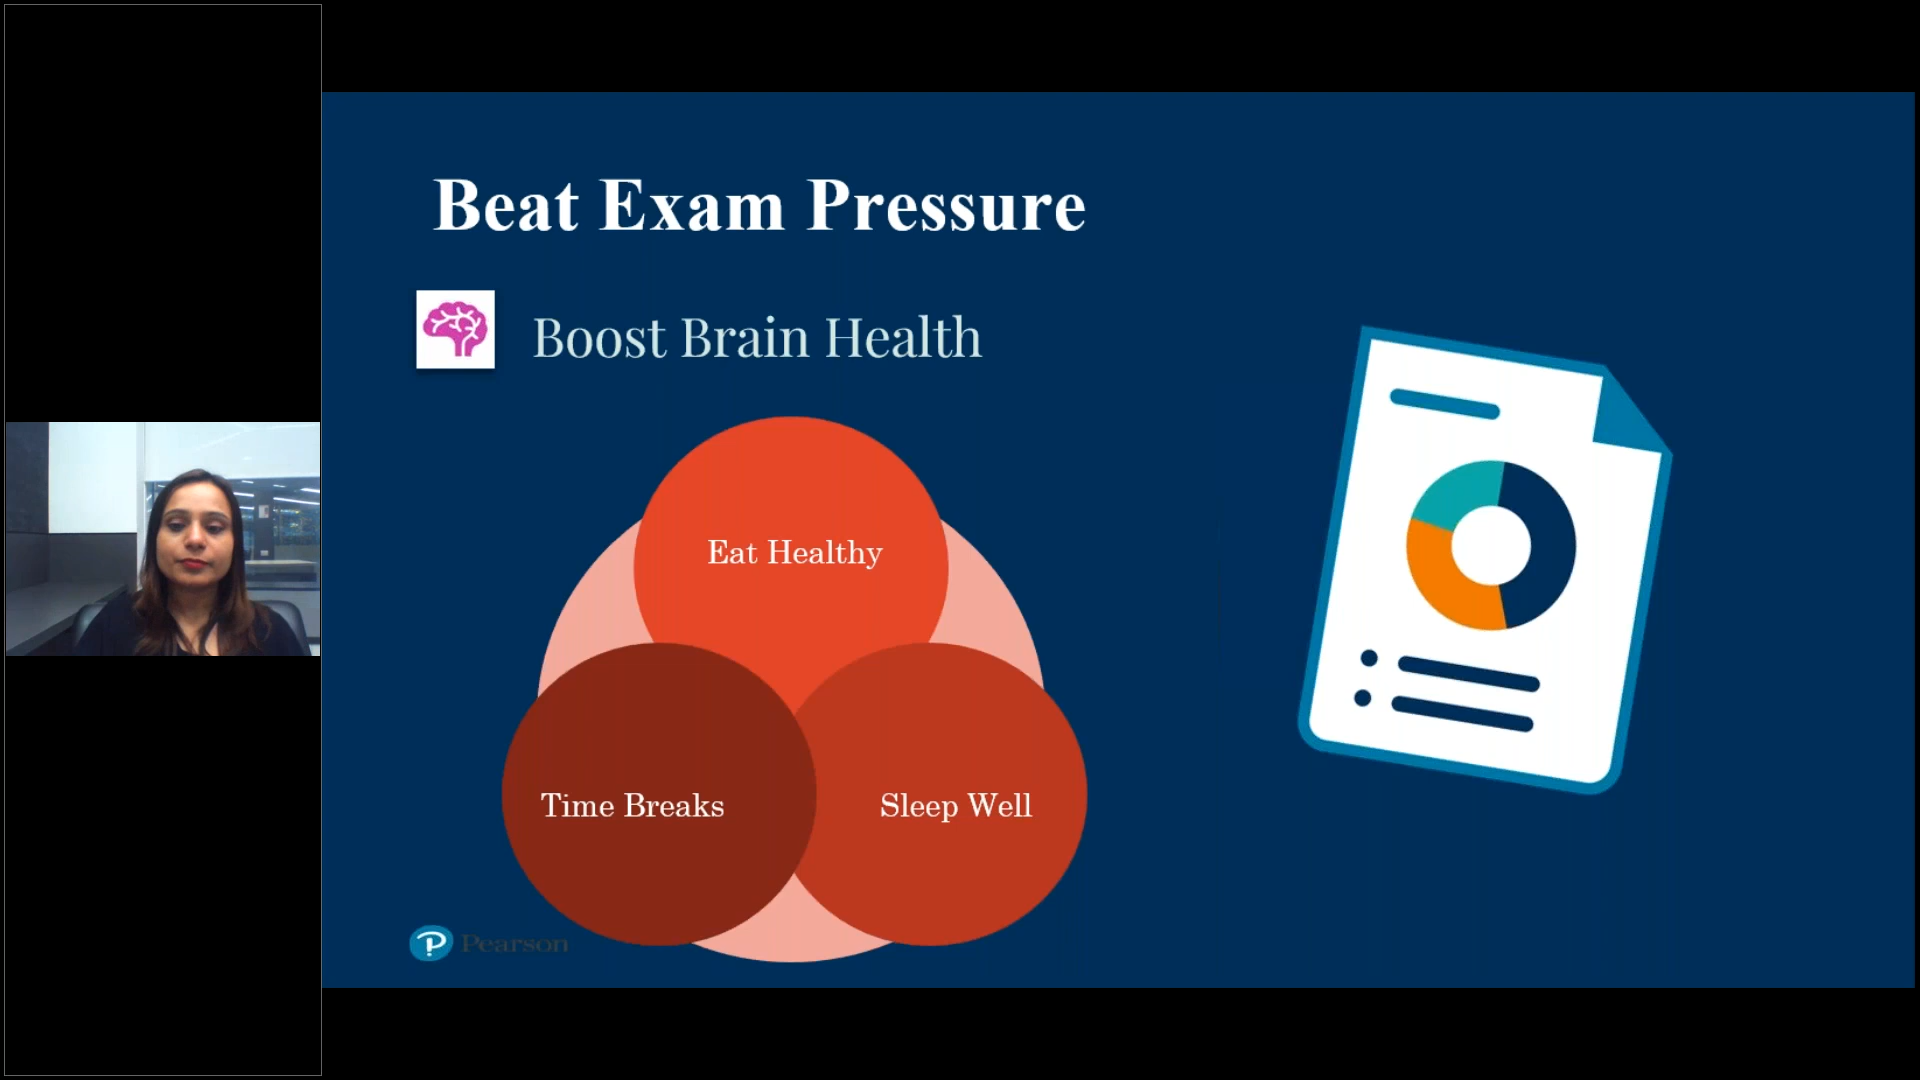 Beat Exam Pressure
Boost Brain Health
Eat Healthy
Time Breaks
Sleep Well
Pearson